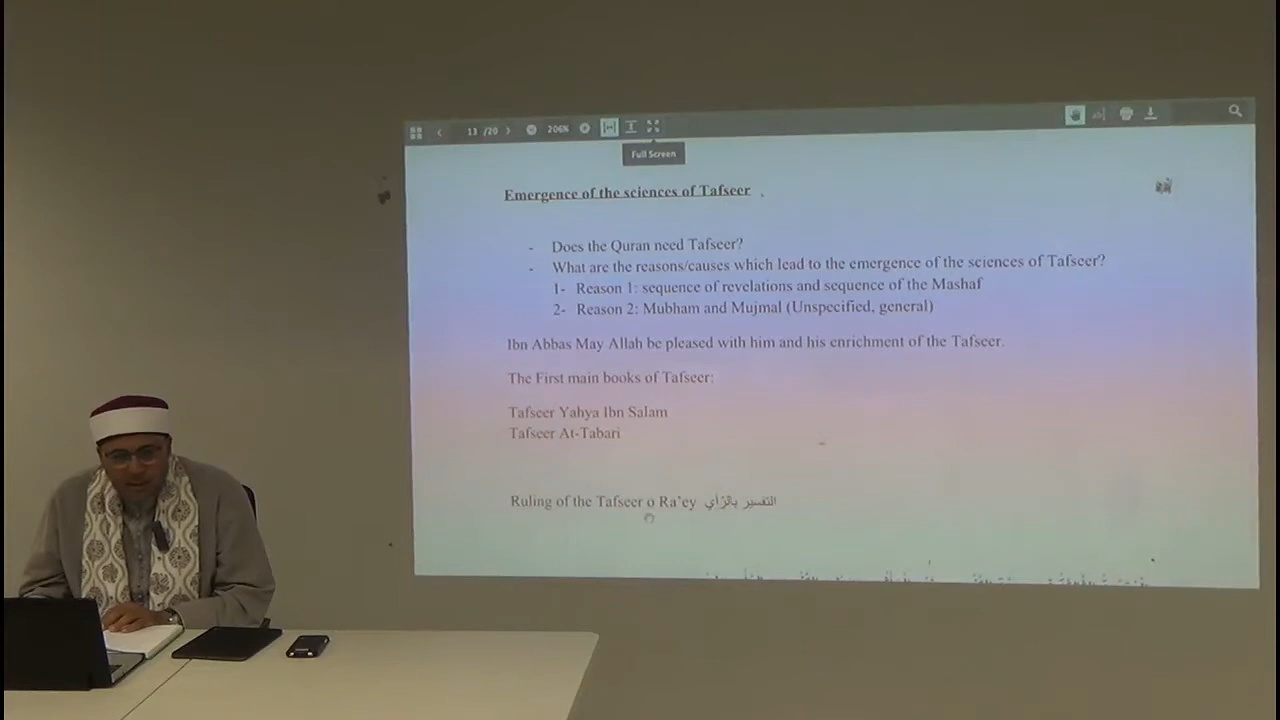 13 /20
206%
Full Screen
Emergence of the sciences of Tafseer .
- Does the Quran need Tafseer?
- What are the reasons/causes which lead to the emergence of the sciences of Tafseer?
1- Reason 1: sequence of revelations and sequence of the Mashaf
2- Reason 2: Mubham and Mujmal (Unspecified, general)
Ibn Abbas May Allah be pleased with him and his enrichment of the Tafseer.
The First main books of Tafseer:
Tafseer Yahya Ibn Salam
Tafseer At-Tabari
Ruling of the Tafseer o Ra'ey التفسير بالرّأي